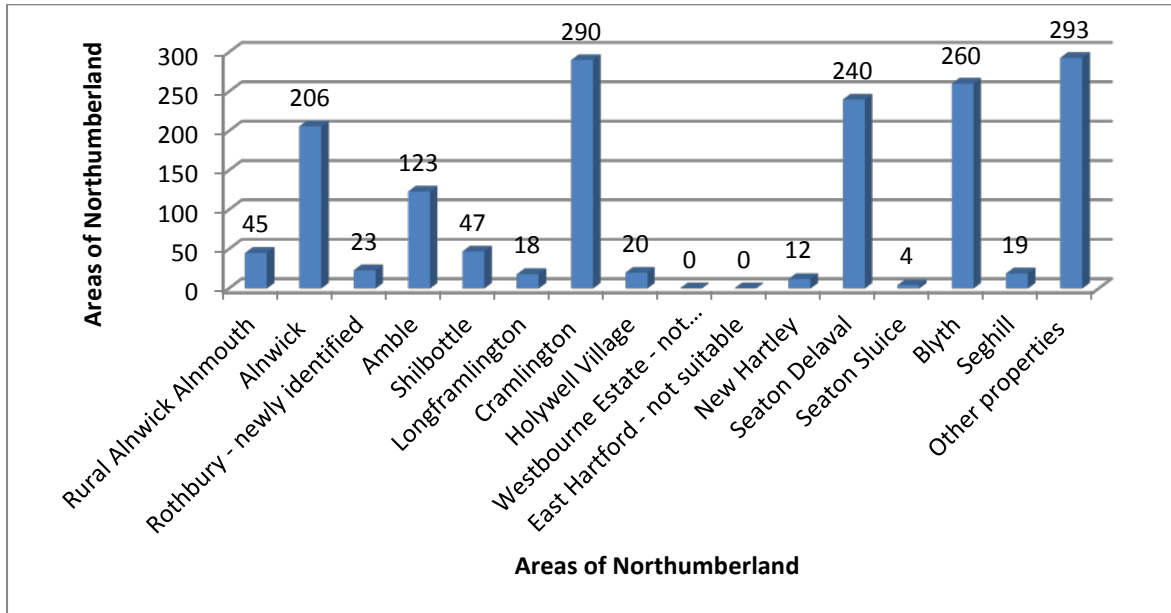 Areas of Northumberland
300
250
200
150
100
50
0
45
206
23
123
47
18
290
20
0
0
12
240
4
260
19
293
Rural Alnwick Alnmouth
Alnwick
Rothbury - newly identified
Amble
Shilbottle
Longframlington
Cramlington
Holywell Village
Westbourne Estate - not...
East Hartford - not suitable
New Hartley
Seaton Delaval
Seaton Sluice
Blyth
Seghill
Other properties
Areas of Northumberland